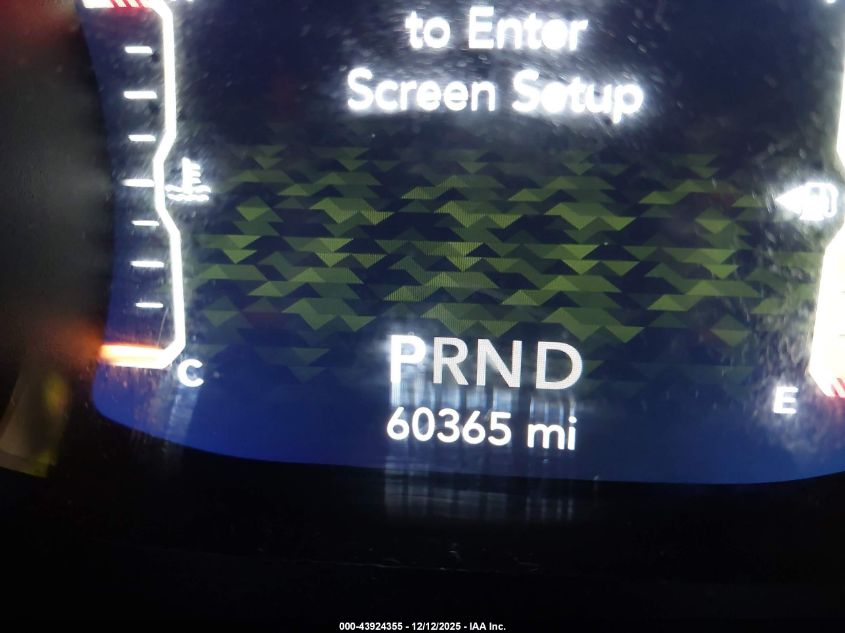 to Enter
Screen Setup
C
E
PRND
60365 mi
000-43924355 - 12/12/2025 - IAA Inc.